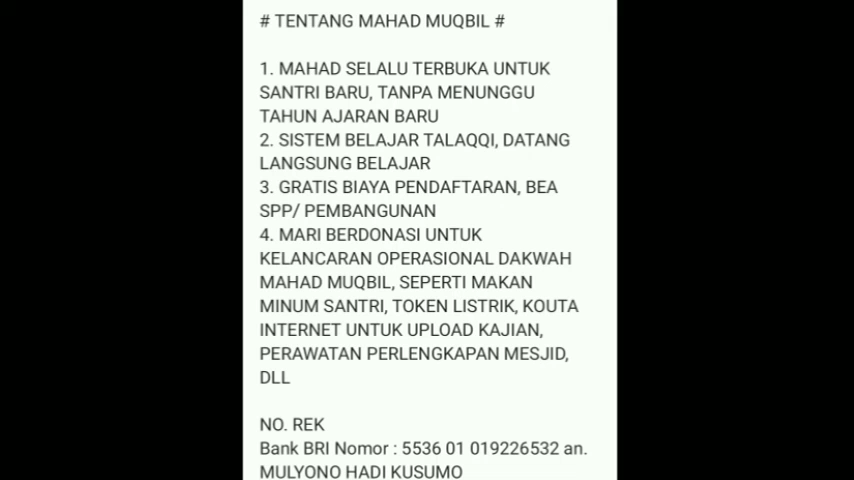 # TENTANG MAHAD MUQBIL #
1. MAHAD SELALU TERBUKA UNTUK
SANTRI BARU, TANPA MENUNGGU
TAHUN AJARAN BARU
2. SISTEM BELAJAR TALAQQI, DATANG
LANGSUNG BELAJAR
3. GRATIS BIAYA PENDAFTARAN, BEA
SPP/ PEMBANGUNAN
4. MARI BERDONASI UNTUK
KELANCARAN OPERASIONAL DAKWAH
MAHAD MUQBIL, SEPERTI MAKAN
MINUM SANTRI, TOKEN LISTRIK, KOUTA
INTERNET UNTUK UPLOAD KAJIAN,
PERAWATAN PERLENGKAPAN MESJID,
DLL
NO. REK
Bank BRI Nomor : 5536 01 019226532 an.
MULYONO HADI KUSUMO